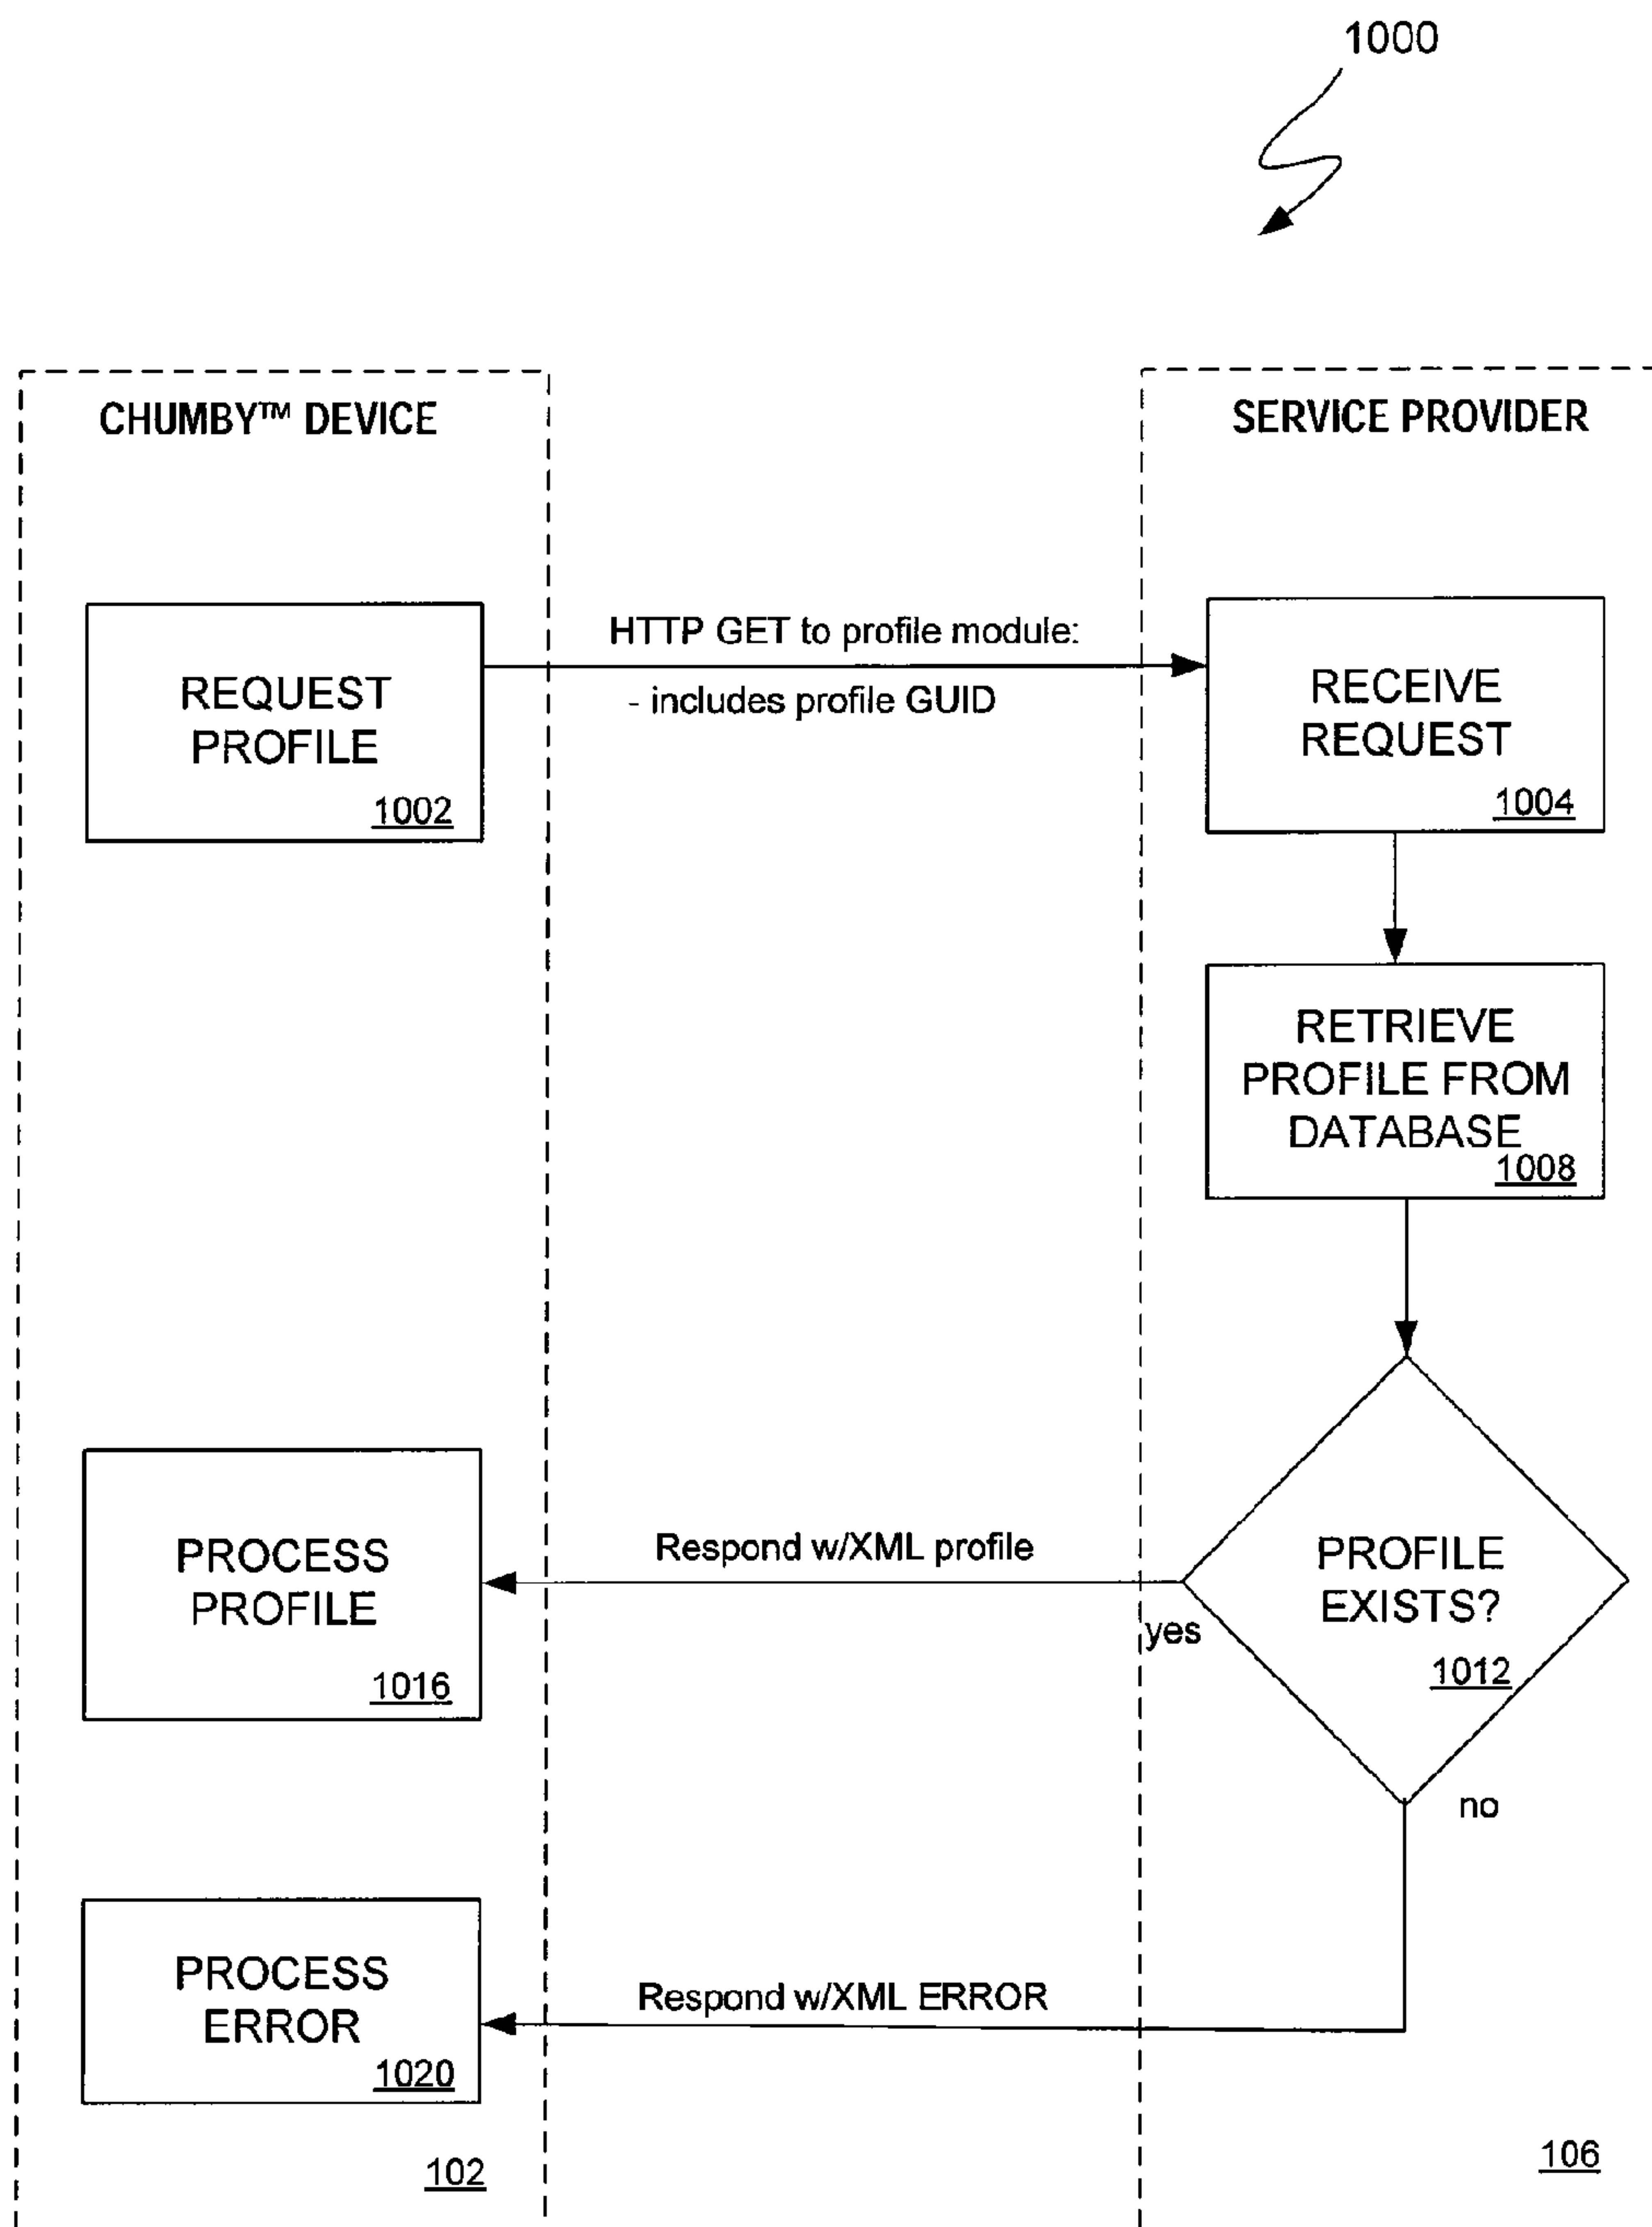 1000
CHUMBY™ DEVICE
SERVICE PROVIDER
REQUEST
PROFILE
1002
HTTP GET to profile module:
- includes profile GUID
RECEIVE
REQUEST
1004
RETRIEVE
PROFILE FROM
DATABASE
1008
PROFILE
EXISTS?
1012
yes
Respond w/XML profile
PROCESS
PROFILE
1016
no
Respond w/XML ERROR
PROCESS
ERROR
1020
102
106